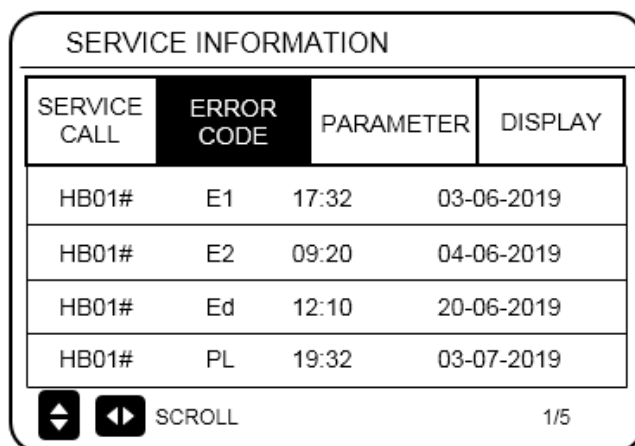 SERVICE INFORMATION
SERVICE CALL ERROR CODE PARAMETER DISPLAY
HB01# E1 17:32 03-06-2019
HB01# E2 09:20 04-06-2019
HB01# Ed 12:10 20-06-2019
HB01# PL 19:32 03-07-2019
SCROLL 1/5